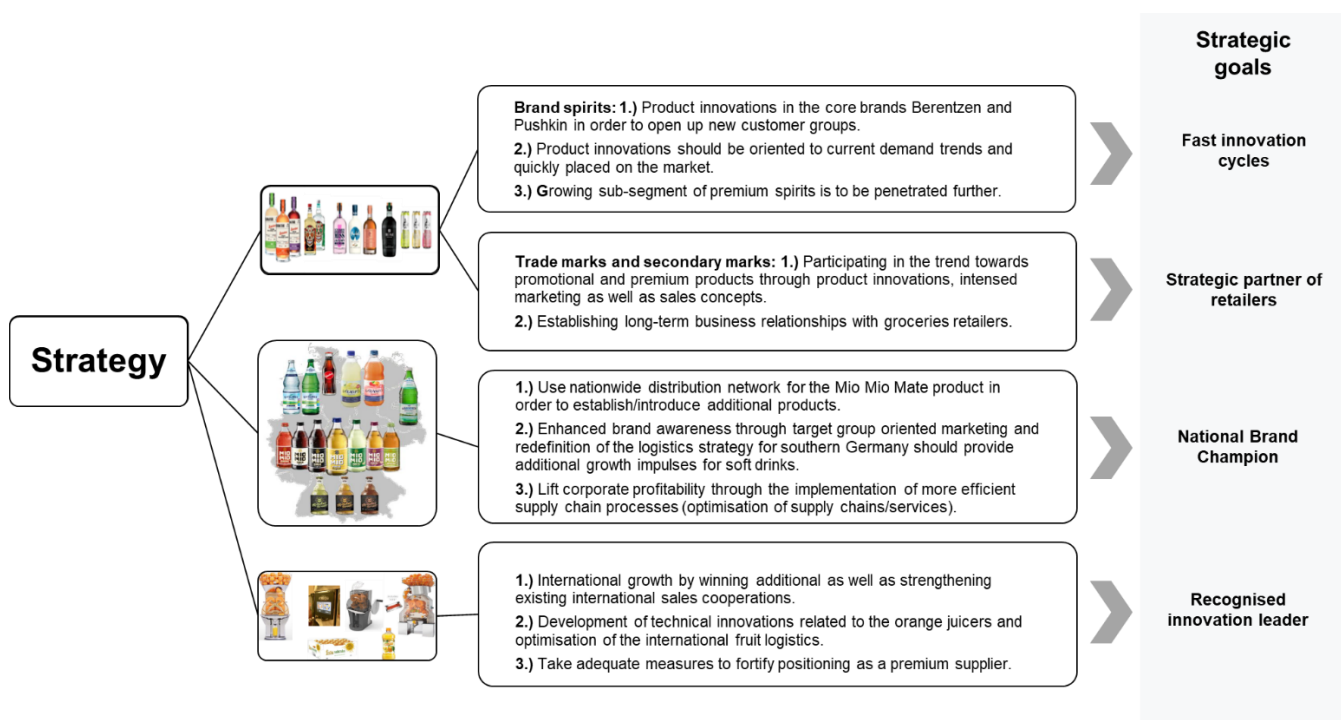 Strategic
goals
Brand spirits: 1.) Product innovations in the core brands Berentzen and
Pushkin in order to open up new customer groups.
2.) Product innovations should be oriented to current demand trends and
quickly placed on the market.
3.) Growing sub-segment of premium spirits is to be penetrated further.
Fast innovation
cycles
Trade marks and secondary marks: 1.) Participating in the trend towards
promotional and premium products through product innovations, intensed
marketing as well as sales concepts.
2.) Establishing long-term business relationships with groceries retailers.
Strategic partner of
retailers
Strategy
1.) Use nationwide distribution network for the Mio Mio Mate product in
order to establish/introduce additional products.
2.) Enhanced brand awareness through target group oriented marketing and
redefinition of the logistics strategy for southern Germany should provide
additional growth impulses for soft drinks.
3.) Lift corporate profitability through the implementation of more efficient
supply chain processes (optimisation of supply chains/services).
National Brand
Champion
1.) International growth by winning additional as well as strengthening
existing international sales cooperations.
2.) Development of technical innovations related to the orange juicers and
optimisation of the international fruit logistics.
3.) Take adequate measures to fortify positioning as a premium supplier.
Recognised
innovation leader